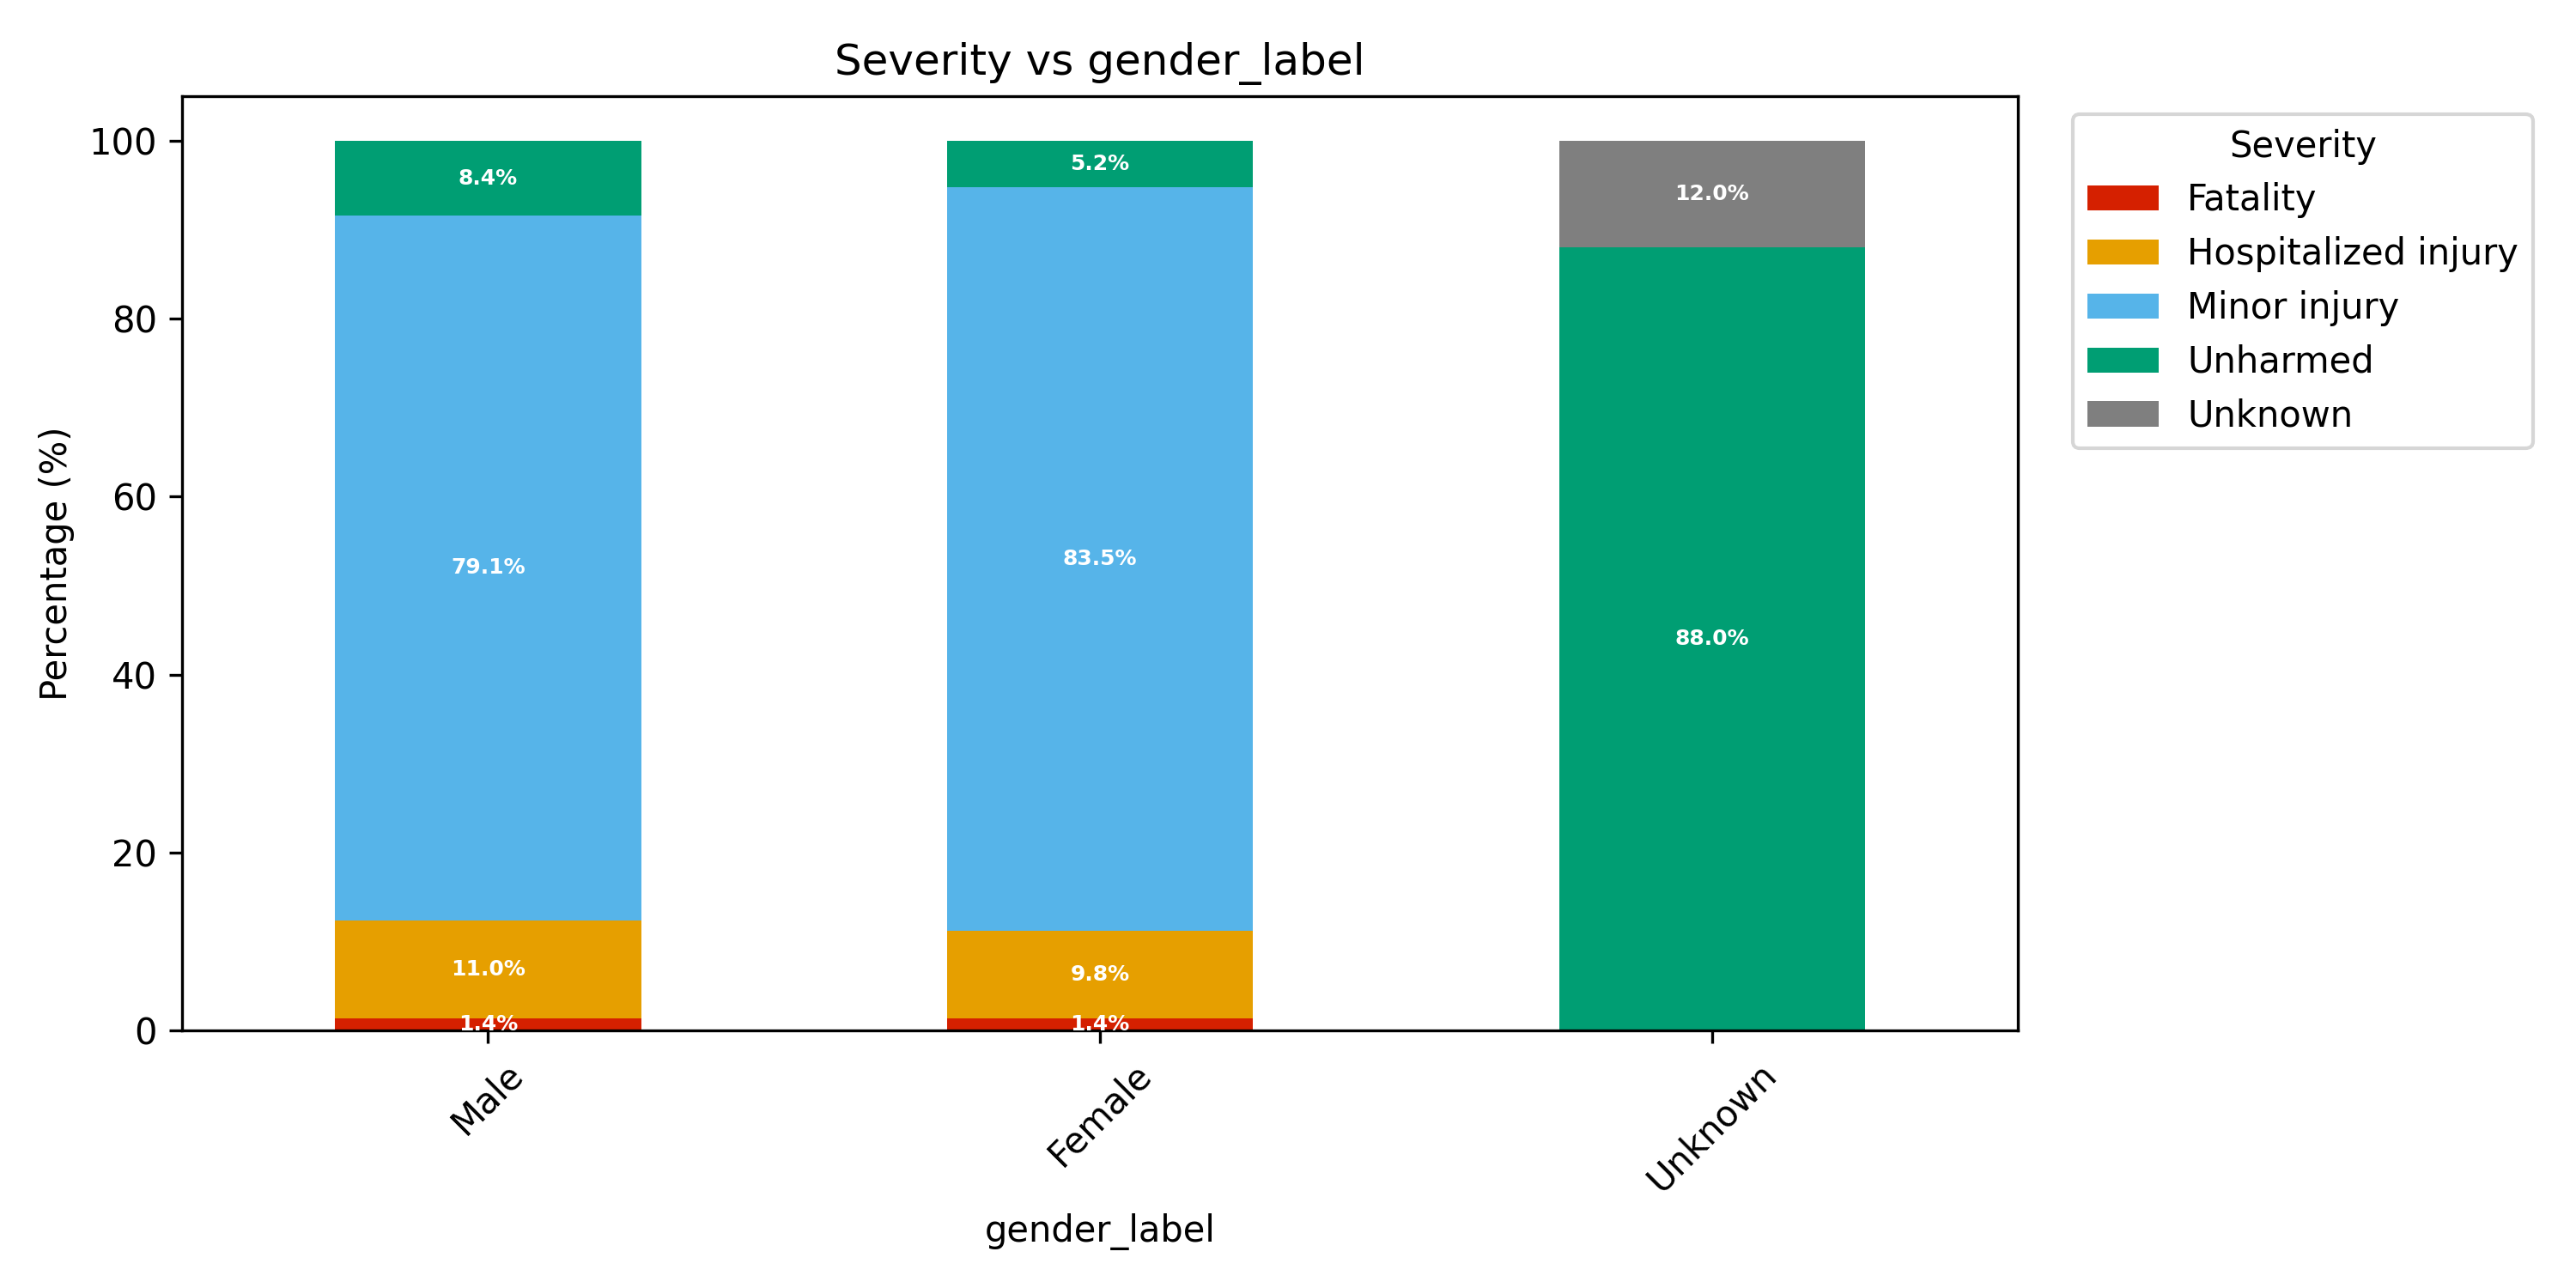 Severity vs gender_label
Percentage (%)
100
80
60
40
20
0
8.4%
79.1%
11.0%
1.4%
5.2%
83.5%
9.8%
1.4%
12.0%
88.0%
Male
Female
Unknown
gender_label
Severity
Fatality
Hospitalized injury
Minor injury
Unharmed
Unknown